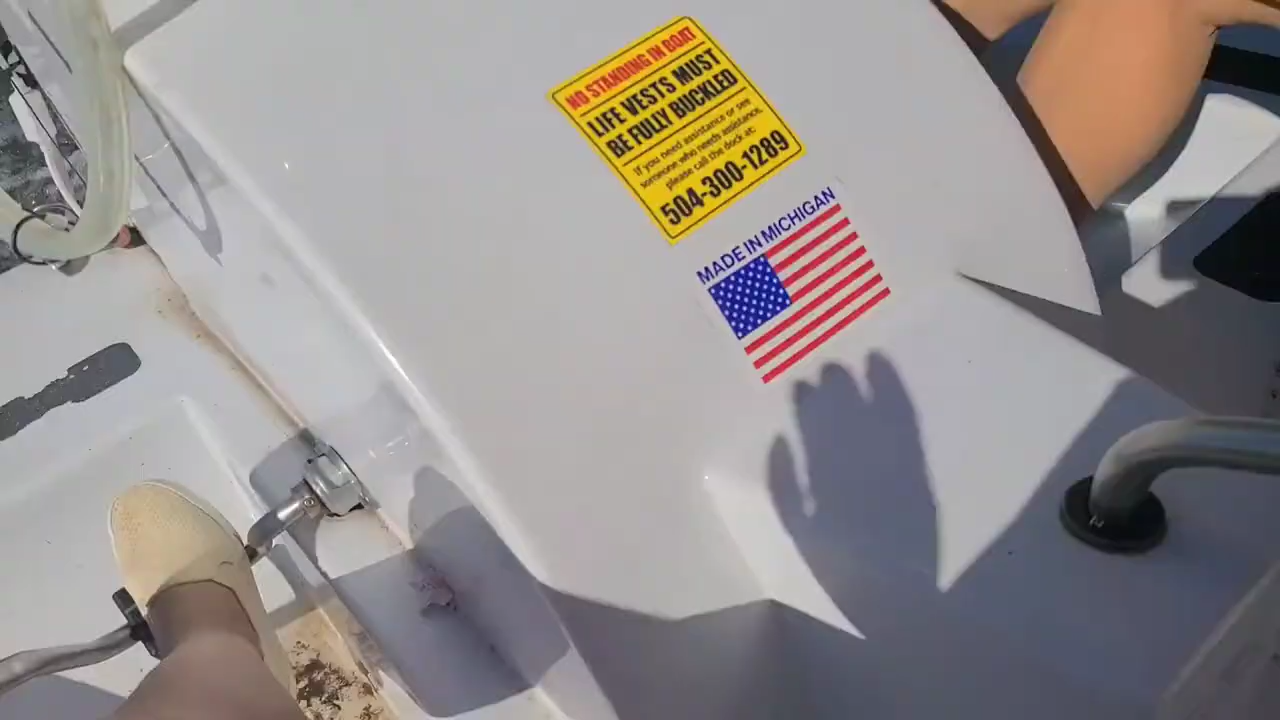 NO STANDING IN BOAT
LIFE VESTS MUST
BE FULLY BUCKLED
If you need assistance or see
someone who needs assistance,
please call the dock at:
504-300-1289
MADE IN MICHIGAN